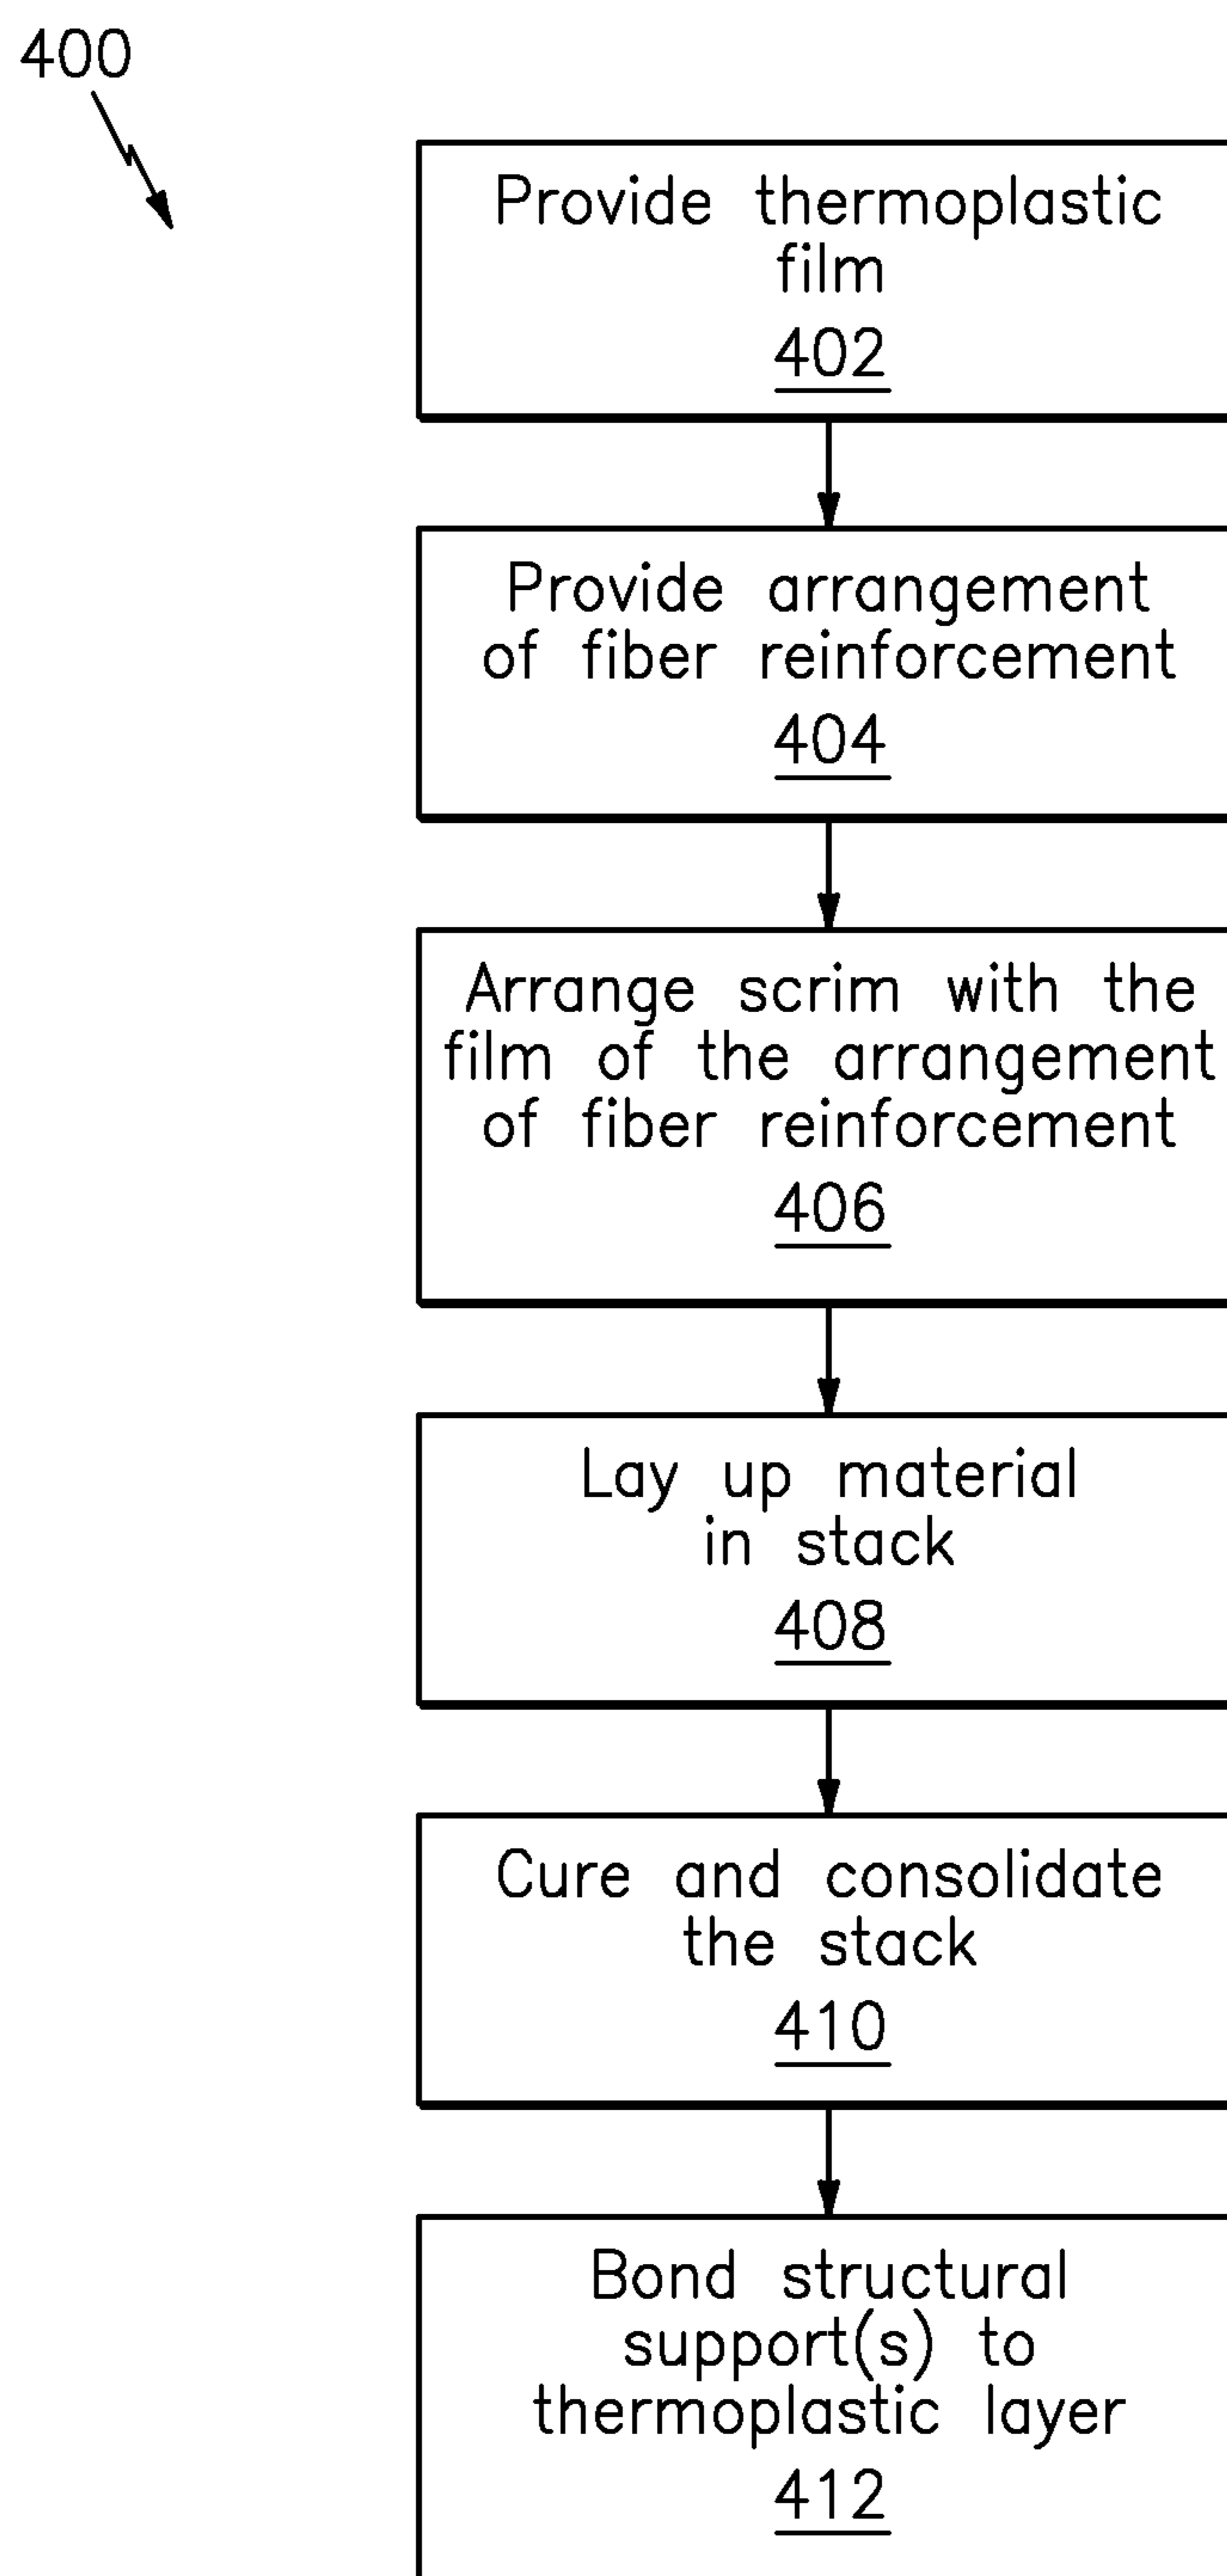 400
Provide thermoplastic
film
402
Provide arrangement
of fiber reinforcement
404
Arrange scrim with the
film of the arrangement
of fiber reinforcement
406
Lay up material
in stack
408
Cure and consolidate
the stack
410
Bond structural
support(s) to
thermoplastic layer
412